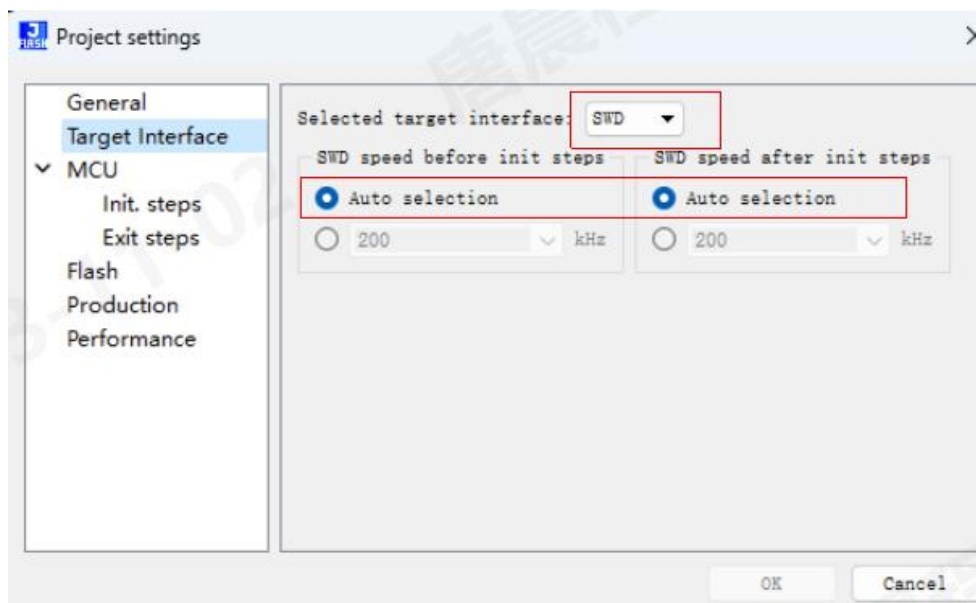 J
FLASH
Project settings
General
Target Interface
MCU
Init. steps
Exit steps
Flash
Production
Performance
Selected target interface: SWD
SWD speed before init steps
Auto selection
200 kHz
SWD speed after init steps
Auto selection
200 kHz
OK
Cancel